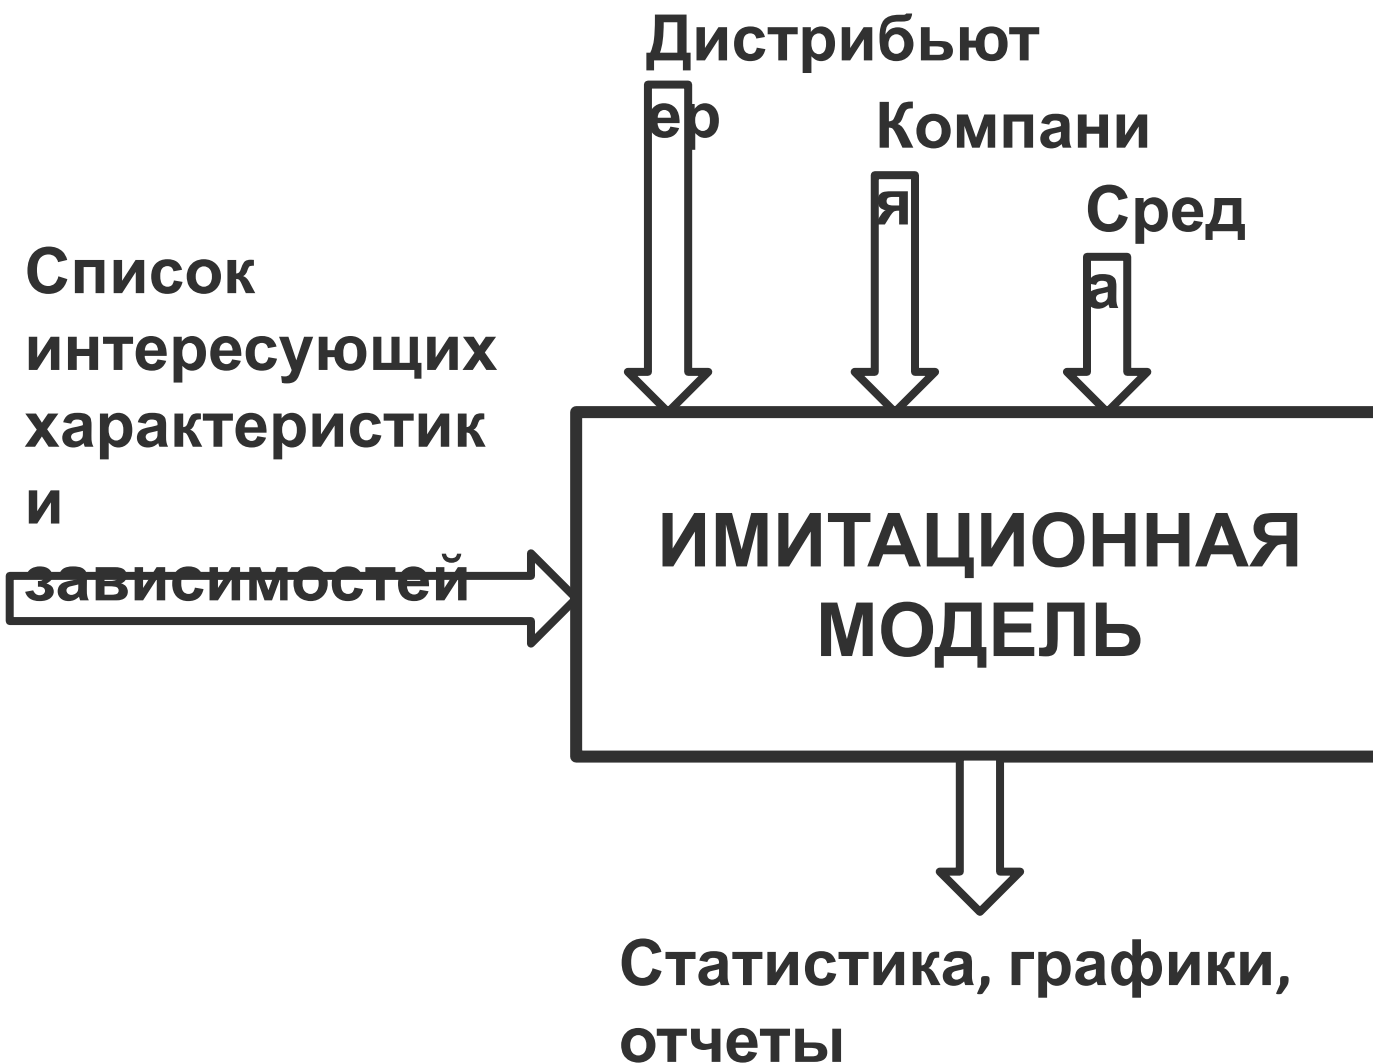 Дистрибьют
ер
Компани
я
Сред
а
Список
интересующих
характеристик
и
зависимостей
ИМИТАЦИОННАЯ
МОДЕЛЬ
Статистика, графики,
отчеты